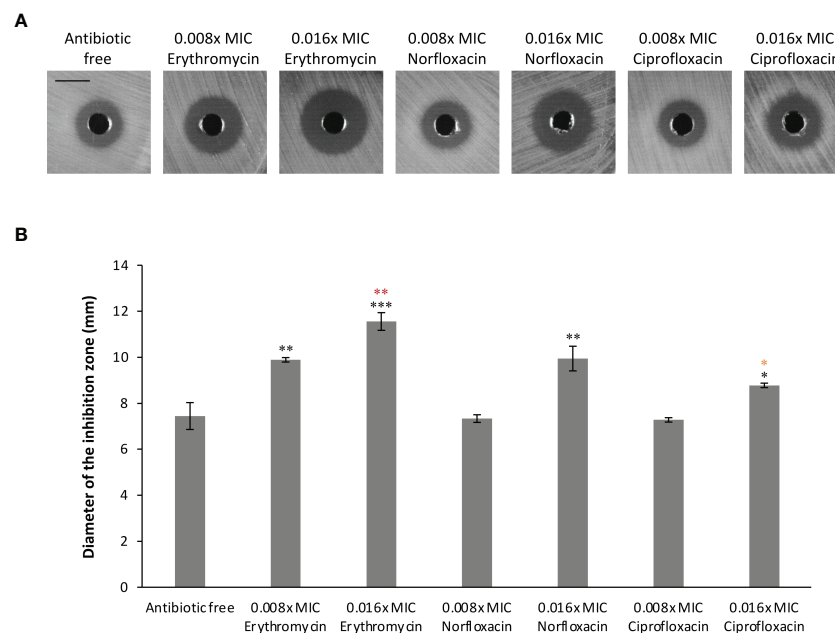 A
Antibiotic free
0.008x MIC Erythromycin
0.016x MIC Erythromycin
0.008x MIC Norfloxacin
0.016x MIC Norfloxacin
0.008x MIC Ciprofloxacin
0.016x MIC Ciprofloxacin
B
Diameter of the inhibition zone (mm)
14
12
10
8
6
4
2
0
**
**
***
**
*
*
Antibiotic free
0.008x MIC Erythromycin
0.016x MIC Erythromycin
0.008x MIC Norfloxacin
0.016x MIC Norfloxacin
0.008x MIC Ciprofloxacin
0.016x MIC Ciprofloxacin